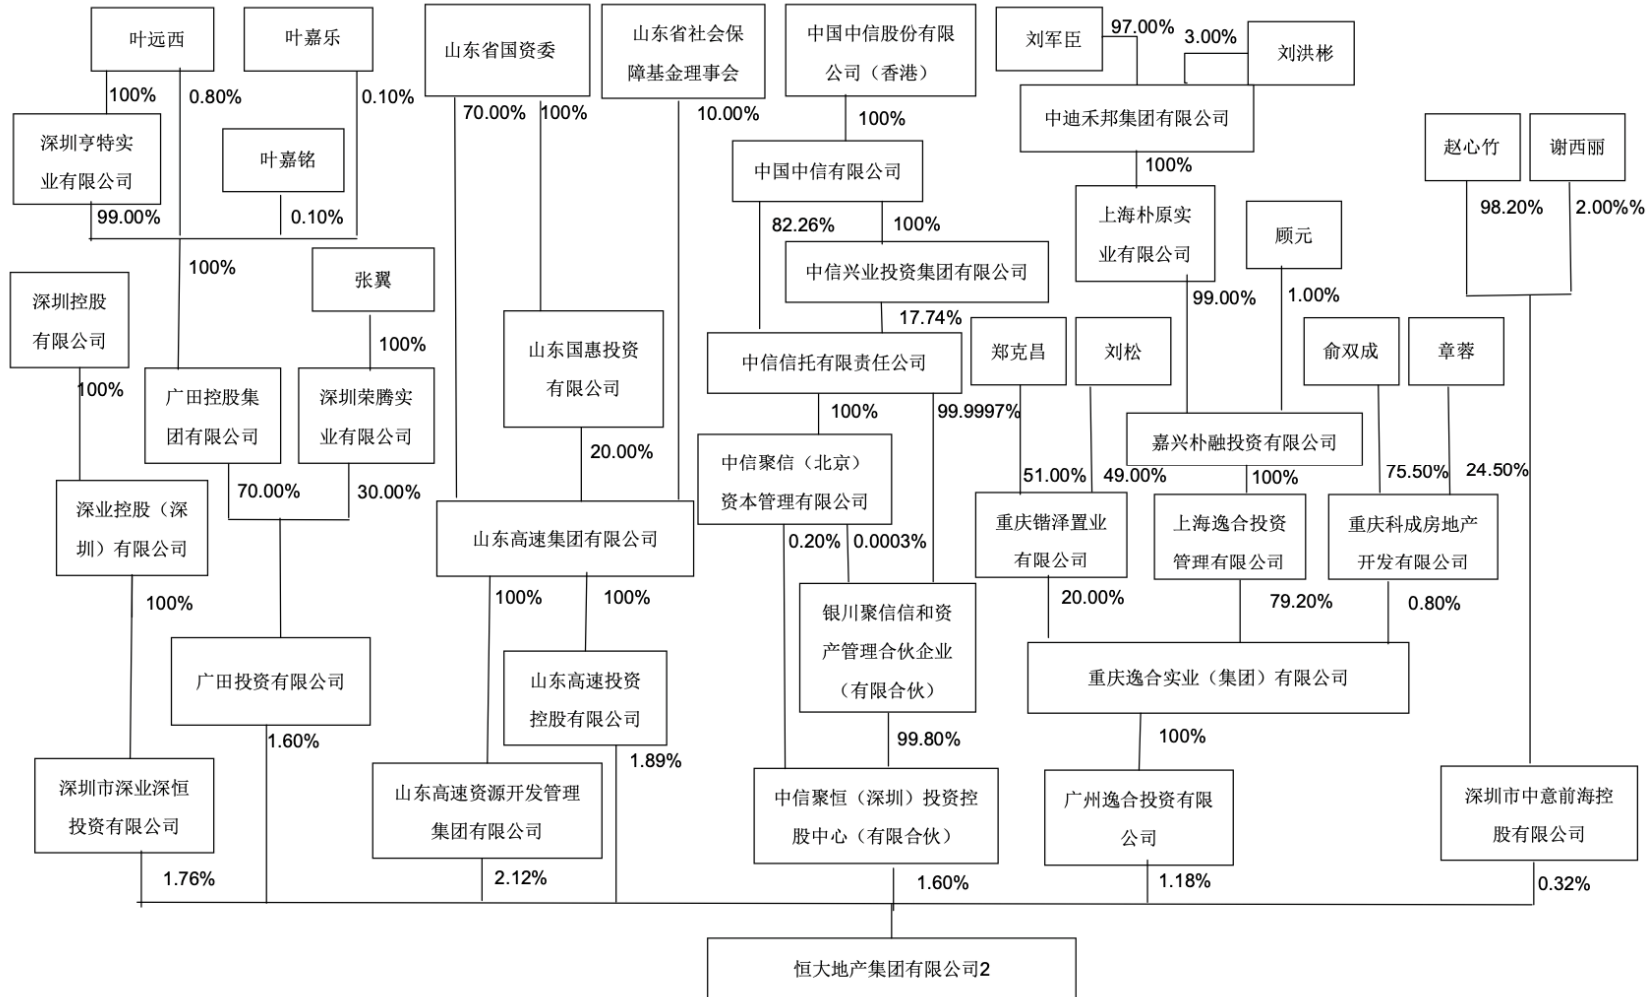 叶远西
叶嘉乐
山东省国资委
山东省社会保
障基金理事会
中国中信股份有限
公司（香港）
刘军臣
97.00%
3.00%
刘洪彬
100%
0.80%
0.10%
70.00%
100%
10.00%
100%
中迪禾邦集团有限公司
深圳亨特实
业有限公司
叶嘉铭
中国中信有限公司
100%
赵心竹
谢西丽
99.00%
0.10%
82.26%
100%
上海朴原实
业有限公司
顾元
98.20%
2.00%%
100%
张翼
中信兴业投资集团有限公司
99.00%
1.00%
深圳控股
有限公司
100%
山东国惠投资
有限公司
17.74%
中信信托有限责任公司
郑克昌
刘松
俞双成
章蓉
100%
广田控股集
团有限公司
深圳荣腾实
业有限公司
100%
99.9997%
嘉兴朴融投资有限公司
20.00%
中信聚信（北京）
资本管理有限公司
51.00%
49.00%
100%
75.50%
24.50%
70.00%
30.00%
深业控股（深
圳）有限公司
山东高速集团有限公司
0.20%
0.0003%
重庆锴泽置业
有限公司
上海逸合投资
管理有限公司
重庆科成房地产
开发有限公司
100%
100%
100%
银川聚信信和资
产管理合伙企业
（有限合伙）
20.00%
79.20%
0.80%
广田投资有限公司
山东高速投资
控股有限公司
重庆逸合实业（集团）有限公司
1.60%
1.89%
99.80%
100%
深圳市深业深恒
投资有限公司
山东高速资源开发管理
集团有限公司
中信聚恒（深圳）投资控
股中心（有限合伙）
广州逸合投资有限
公司
深圳市中意前海控
股有限公司
1.76%
2.12%
1.60%
1.18%
0.32%
恒大地产集团有限公司2